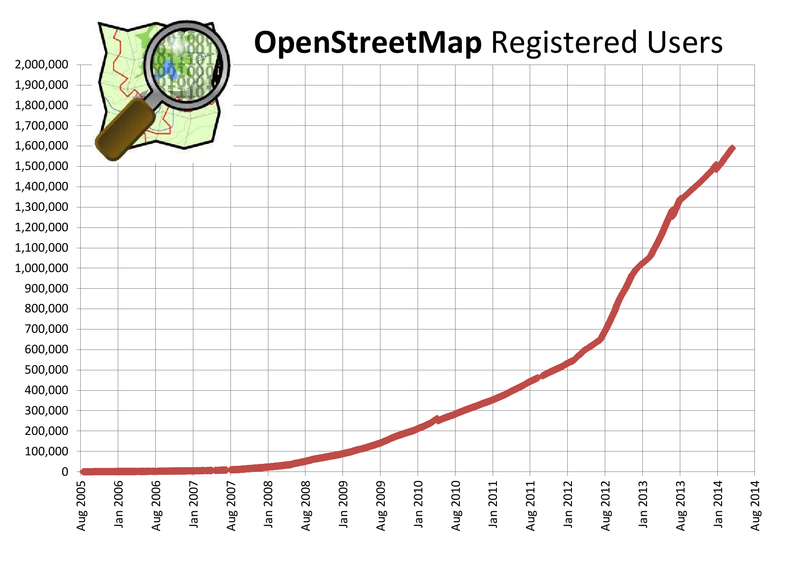 OpenStreetMap Registered Users
2,000,000
1,900,000
1,800,000
1,700,000
1,600,000
1,500,000
1,400,000
1,300,000
1,200,000
1,100,000
1,000,000
900,000
800,000
700,000
600,000
500,000
400,000
300,000
200,000
100,000
0
Aug 2005
Jan 2006
Aug 2006
Jan 2007
Aug 2007
Jan 2008
Aug 2008
Jan 2009
Aug 2009
Jan 2010
Aug 2010
Jan 2011
Aug 2011
Jan 2012
Aug 2012
Jan 2013
Aug 2013
Jan 2014
Aug 2014